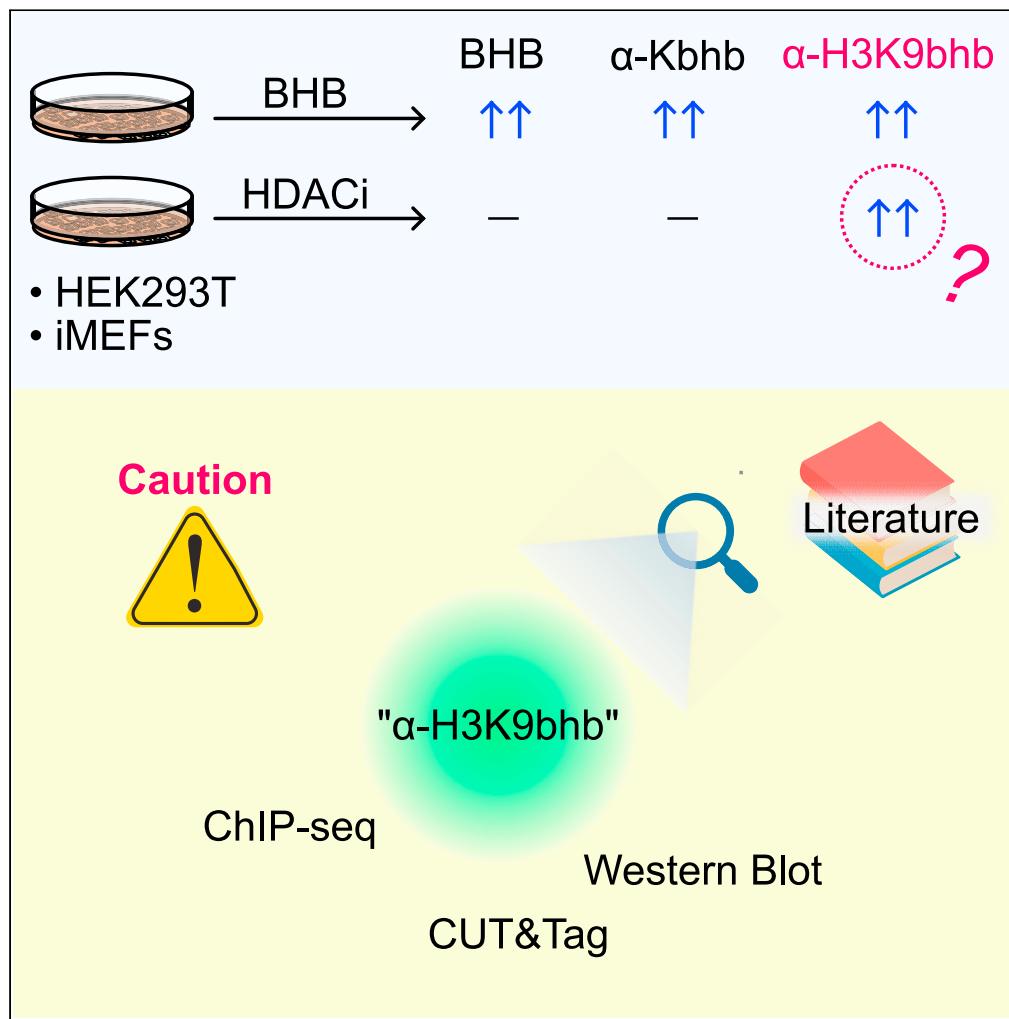 BHB α-Kbhb α-H3K9bhb
BHB ↑↑ ↑↑ ↑↑
HDACi — — ↑↑
?
• HEK293T
• iMEFs
Caution
!
Literature
"α-H3K9bhb"
ChIP-seq
Western Blot
CUT&Tag